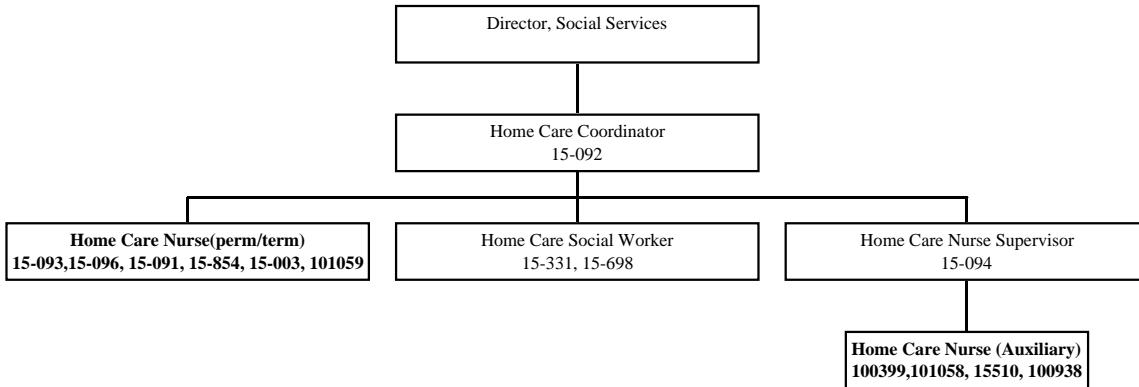 Director, Social Services
Home Care Coordinator
15-092
Home Care Nurse(perm/term)
15-093,15-096, 15-091, 15-854, 15-003, 101059
Home Care Social Worker
15-331, 15-698
Home Care Nurse Supervisor
15-094
Home Care Nurse (Auxiliary)
100399,101058, 15510, 100938